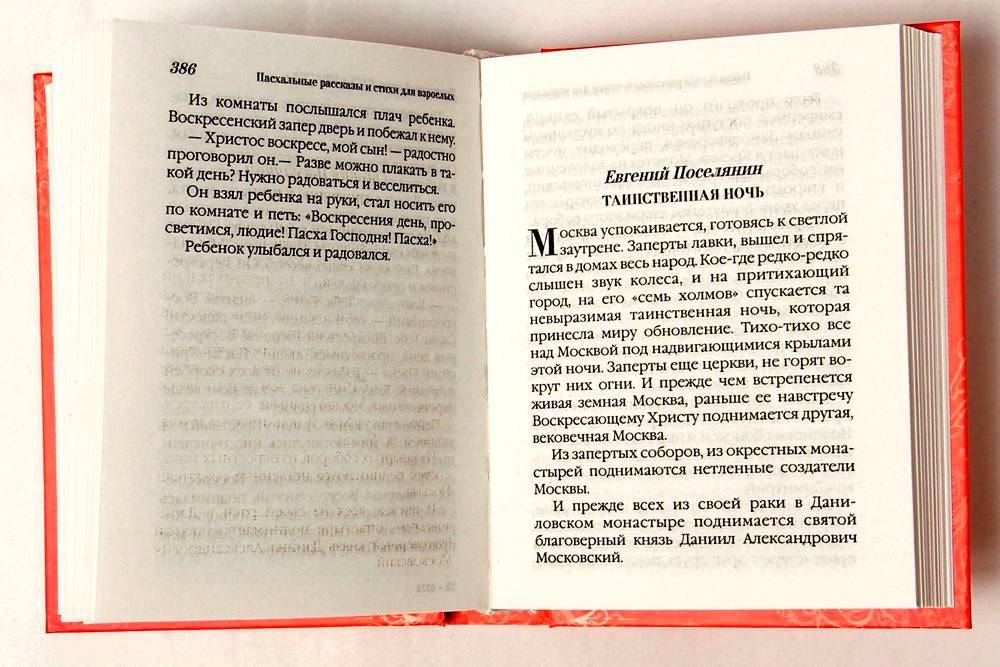 386
Пасхальные рассказы и стихи для взрослых
Из комнаты послышался плач ребенка.
Воскресенский запер дверь и побежал к нему.
— Христос воскресе, мой сын! — радостно
проговорил он.— Разве можно плакать в та-
кой день? Нужно радоваться и веселиться.
Он взял ребенка на руки, стал носить его
по комнате и петь: «Воскресения день, про-
светимся, людие! Пасха Господня! Пасха!»
Ребенок улыбался и радовался.
Евгений Поселянин
ТАИНСТВЕННАЯ НОЧЬ
Москва успокаивается, готовясь к светлой
заутрене. Заперты лавки, вышел и спря-
тался в домах весь народ. Кое-где редко-редко
слышен звук колеса, и на притихающий
город, на его «семь холмов» спускается та
невыразимая таинственная ночь, которая
принесла миру обновление. Тихо-тихо все
над Москвой под надвигающимися крылами
этой ночи. Заперты еще церкви, не горят во-
круг них огни. И прежде чем встрепенется
живая земная Москва, раньше ее навстречу
Воскресающему Христу поднимается другая,
вековечная Москва.
Из запертых соборов, из окрестных мона-
стырей поднимаются нетленные создатели
Москвы.
И прежде всех из своей раки в Дани-
ловском монастыре поднимается святой
благоверный князь Даниил Александрович
Московский.